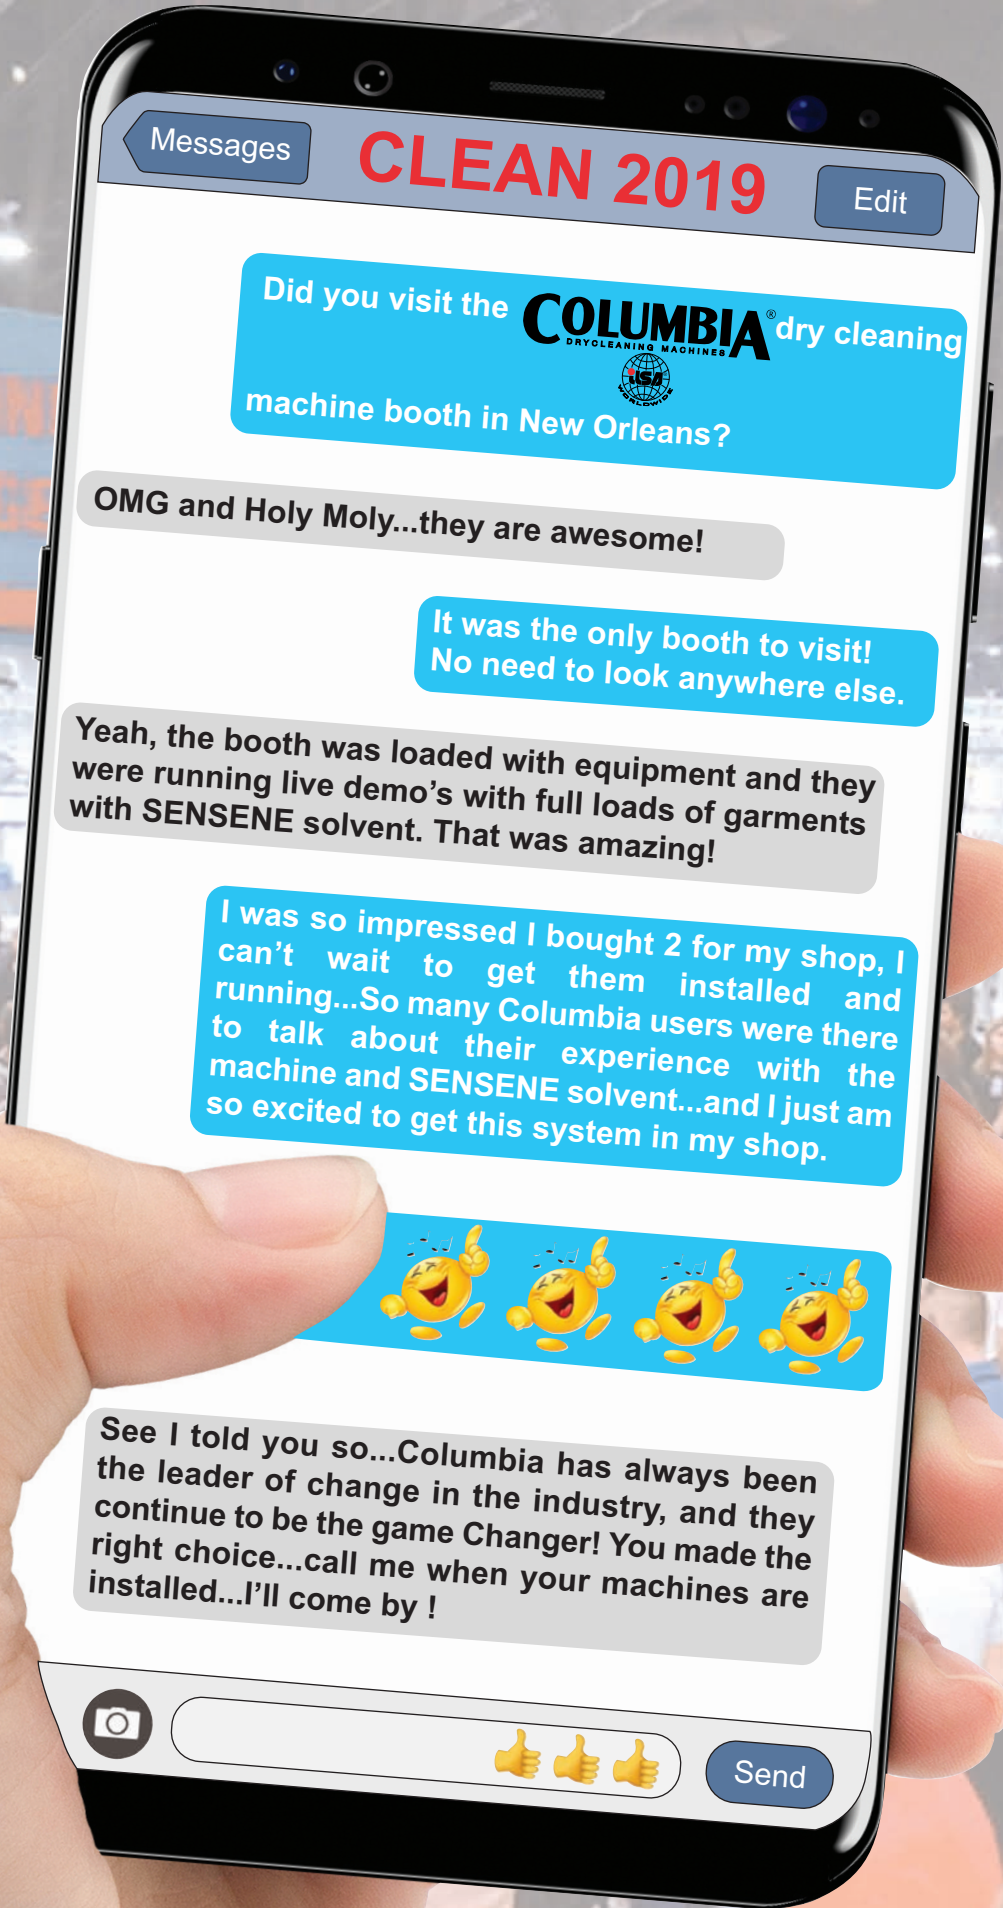 Messages
CLEAN 2019
Edit
Did you visit the COLUMBIA® dry cleaning
DRYCLEANING MACHINES
ILSA
WORLDWIDE
machine booth in New Orleans?
OMG and Holy Moly...they are awesome!
It was the only booth to visit!
No need to look anywhere else.
Yeah, the booth was loaded with equipment and they
were running live demo’s with full loads of garments
with SENSENE solvent. That was amazing!
I was so impressed I bought 2 for my shop, I
can’t wait to get them installed and
running...So many Columbia users were there
to talk about their experience with the
machine and SENSENE solvent...and I just am
so excited to get this system in my shop.
See I told you so...Columbia has always been
the leader of change in the industry, and they
continue to be the game Changer! You made the
right choice...call me when your machines are
installed...I’ll come by !
Send